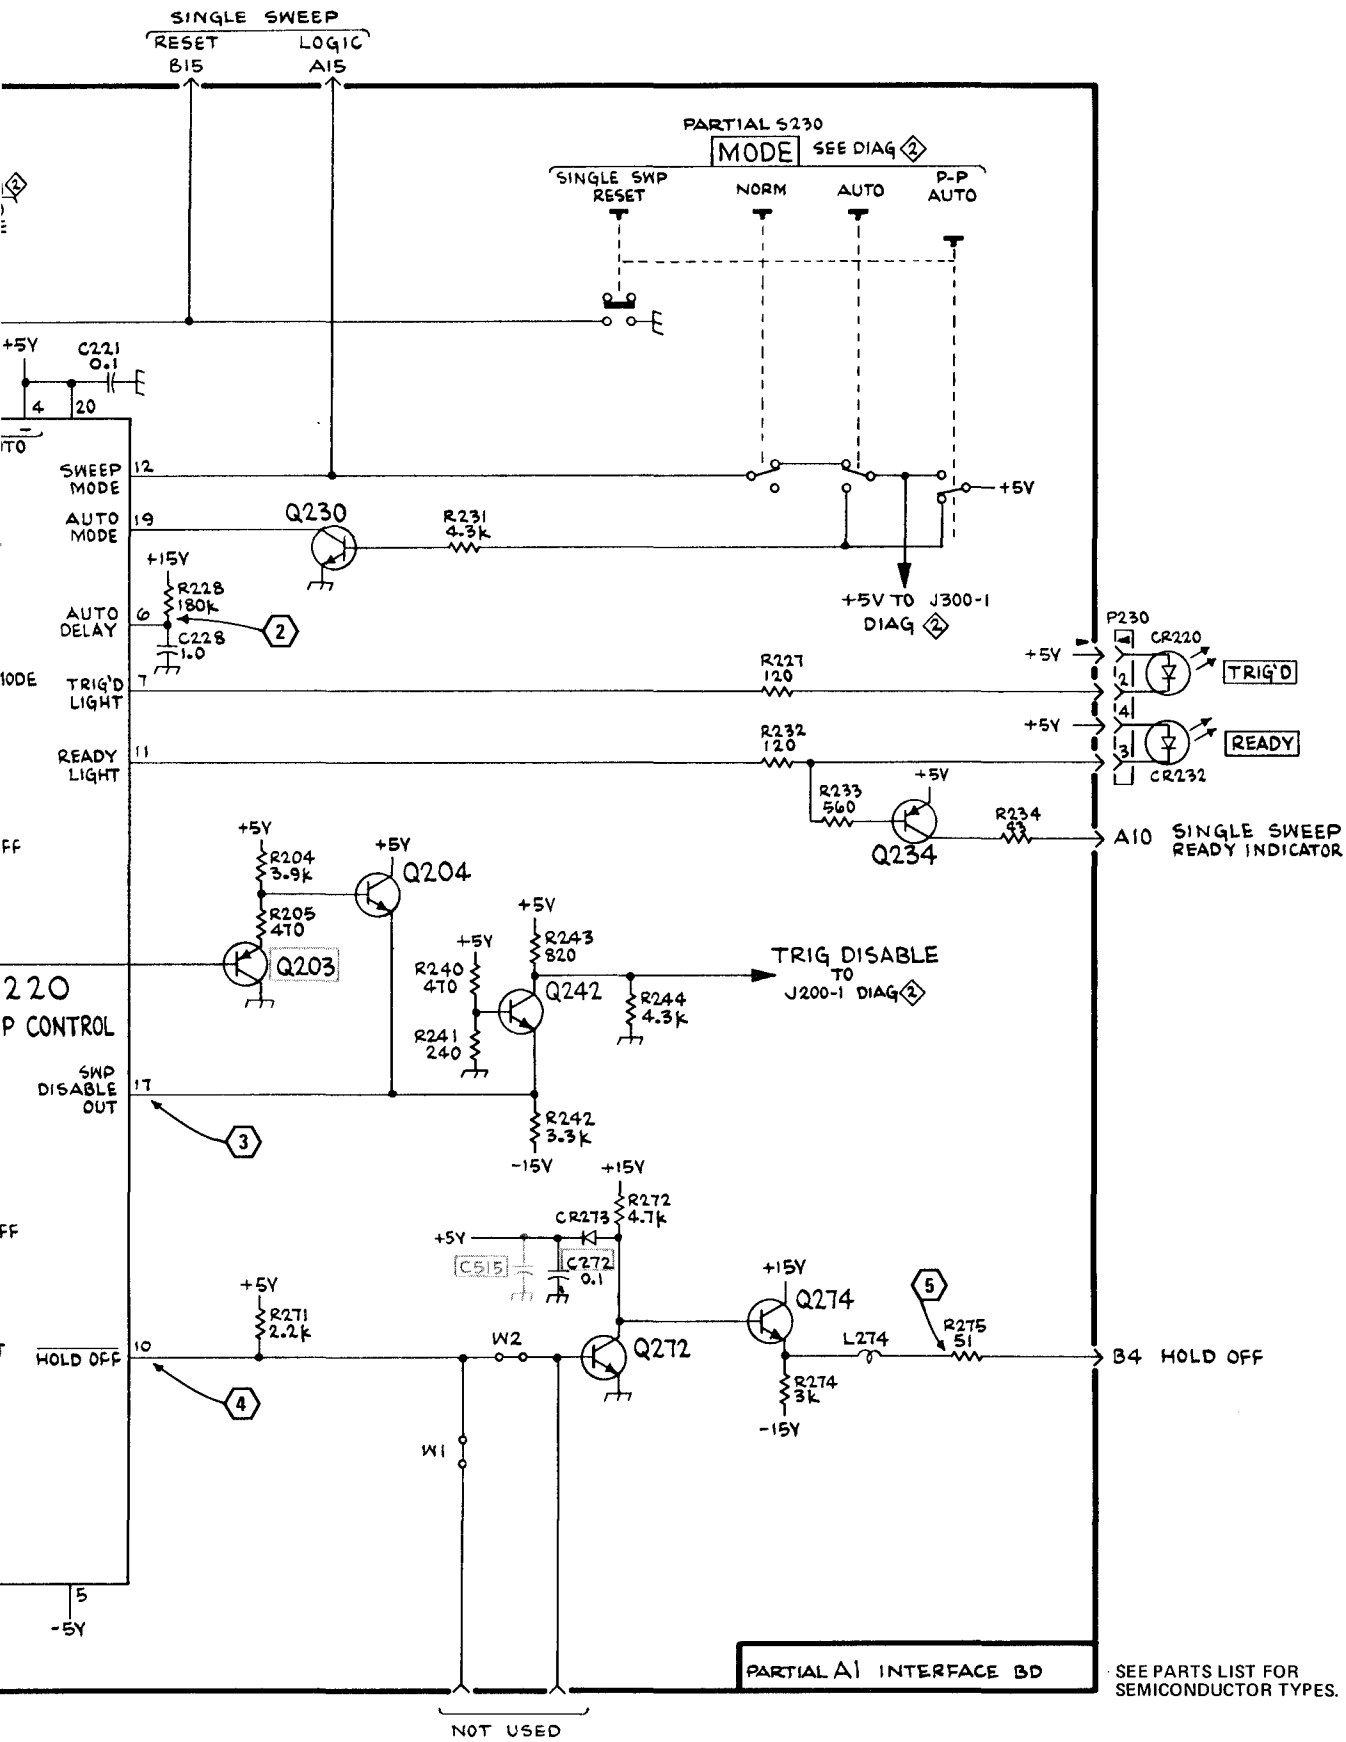 SINGLE SWEEP
RESET
LOGIC
B15
A15
PARTIAL S230
MODE SEE DIAG 2
SINGLE SWP
RESET
NORM
AUTO
P-P
AUTO
2
+5V
C221
0.1
4
20
SWEEP
MODE
12
AUTO
MODE
19
Q230
R231
4.3k
+5V
+15V
R228
180k
AUTO
DELAY
6
C228
1.0
2
+5V TO J300-1
DIAG 2
P230
CR220
+5V
2
TRIG'D
TRIG'D
LIGHT
7
R227
120
4
+5V
READY
LIGHT
11
R232
120
3
READY
CR232
R233
560
+5V
Q234
R234
43
A10 SINGLE SWEEP
READY INDICATOR
FF
+5V
R204
3.9k
+5V
Q204
R205
470
Q203
+5V
R243
820
+5V
R240
470
Q242
R241
240
R244
4.3k
TRIG DISABLE
TO
J200-1 DIAG 2
220
P CONTROL
SWP
DISABLE
OUT
17
3
R242
3.3k
-15V
+15V
R272
4.7k
CR273
+5V
C515
C272
0.1
FF
+5V
R271
2.2k
HOLD OFF
10
4
W2
Q272
+15V
Q274
L274
5
R275
51
B4 HOLD OFF
R274
3k
-15V
W1
5
-5V
PARTIAL A1 INTERFACE BD
SEE PARTS LIST FOR
SEMICONDUCTOR TYPES.
NOT USED